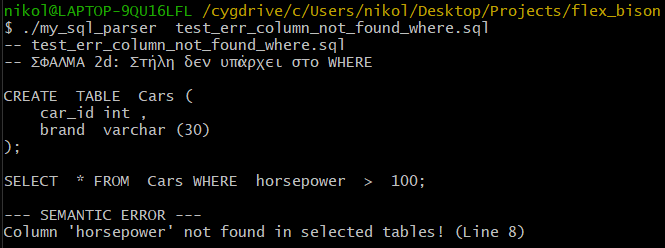 nikol@LAPTOP-9QU16LFL /cygdrive/c/Users/nikol/Desktop/Projects/flex_bison
$ ./my_sql_parser  test_err_column_not_found_where.sql
-- test_err_column_not_found_where.sql
-- ΣΦΑΛΜΑ 2d: Στήλη δεν υπάρχει στο WHERE
CREATE  TABLE  Cars (
    car_id int ,
    brand  varchar (30)
);
SELECT  * FROM  Cars WHERE  horsepower  >  100;
--- SEMANTIC ERROR ---
Column 'horsepower' not found in selected tables! (Line 8)